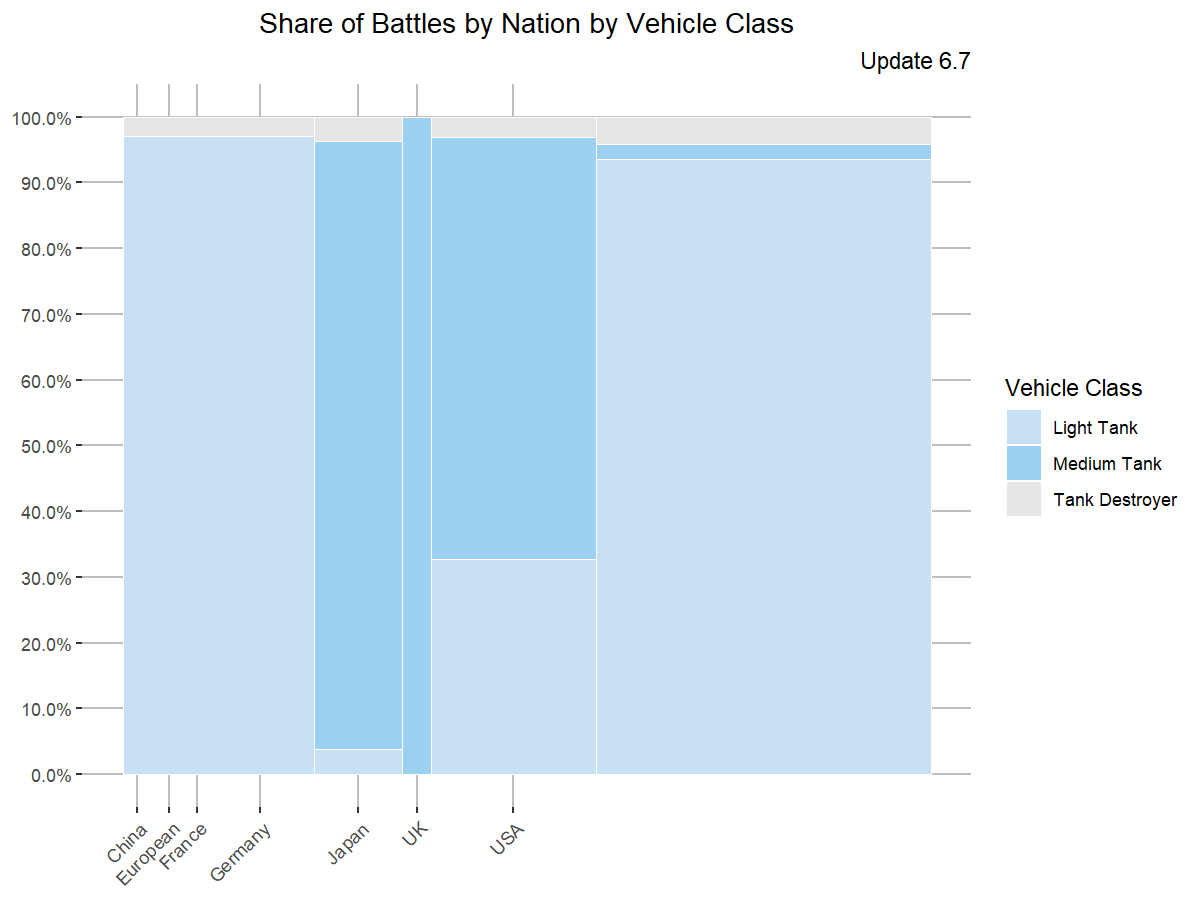 Share of Battles by Nation by Vehicle Class
Update 6.7
100.0%
90.0%
80.0%
70.0%
60.0%
50.0%
40.0%
30.0%
20.0%
10.0%
0.0%
China
European
France
Germany
Japan
UK
USA
Vehicle Class
Light Tank
Medium Tank
Tank Destroyer